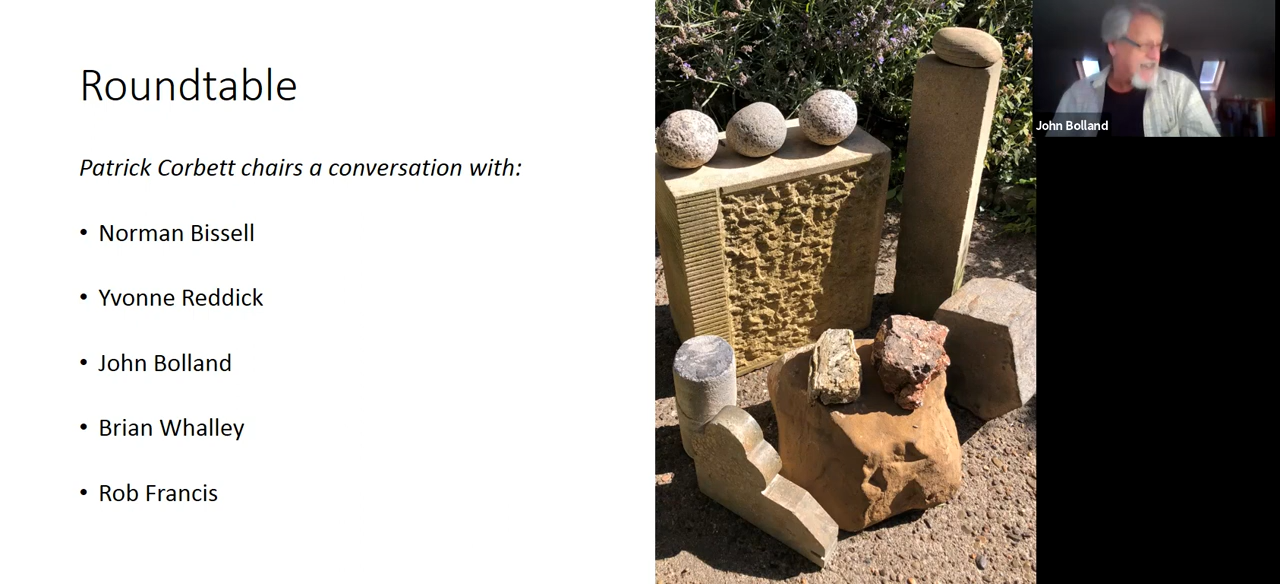 Roundtable
Patrick Corbett chairs a conversation with:
• Norman Bissell
• Yvonne Reddick
• John Bolland
• Brian Whalley
• Rob Francis
John Bolland